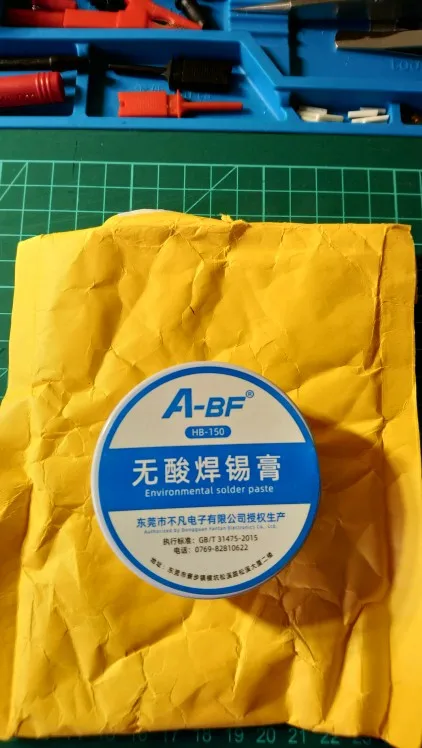 A-BF®
HB-150
无酸焊锡膏
Environmental solder paste
东莞市不凡电子有限公司授权生产
执行标准：GB/T 31475-2015
电话：0769-82810622